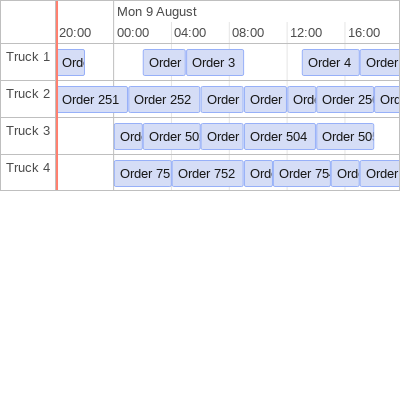 Mon 9 August
20:00 00:00 04:00 08:00 12:00 16:00
Truck 1 Ord Order Order 3 Order 4 Order
Truck 2 Order 251 Order 252 Order Order Ord Order 25 Ord
Truck 3 Ord Order 50 Order Order 504 Order 505
Truck 4 Order 75 Order 752 Ord Order 75 Ord Order